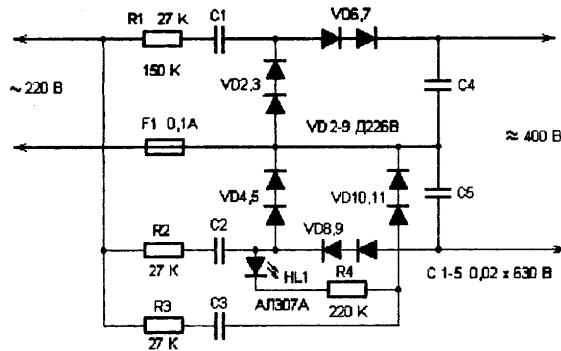 R1 27 К
C1
VD6,7
150 К
VD2,3
C4
~ 220 В
F1 0,1А
VD 2-9 Д226В
≈ 400 В
VD4,5
VD10,11
C5
R2
C2
VD8,9
27 К
HL1
R4
С 1-5 0,02 x 630 В
R3
C3
АЛ307А
220 К
27 К